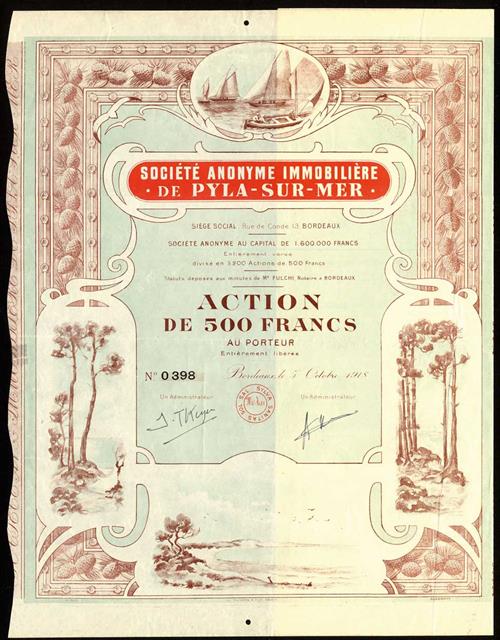 SOCIÉTÉ ANONYME IMMOBILIÈRE
· DE PYLA-SUR-MER ·
SIÈGE SOCIAL Rue de Condé 13 BORDEAUX
SOCIÉTÉ ANONYME AU CAPITAL DE 1.600.000 FRANCS
Entièrement versé
divisé en 3200 Actions de 500 Francs
Statuts déposés aux minutes de Me FULCHI, Notaire à BORDEAUX
ACTION
DE 500 FRANCS
AU PORTEUR
Entièrement libérée
No 0398 Bordeaux, le 5 Octobre 1918
Un Administrateur Un Administrateur